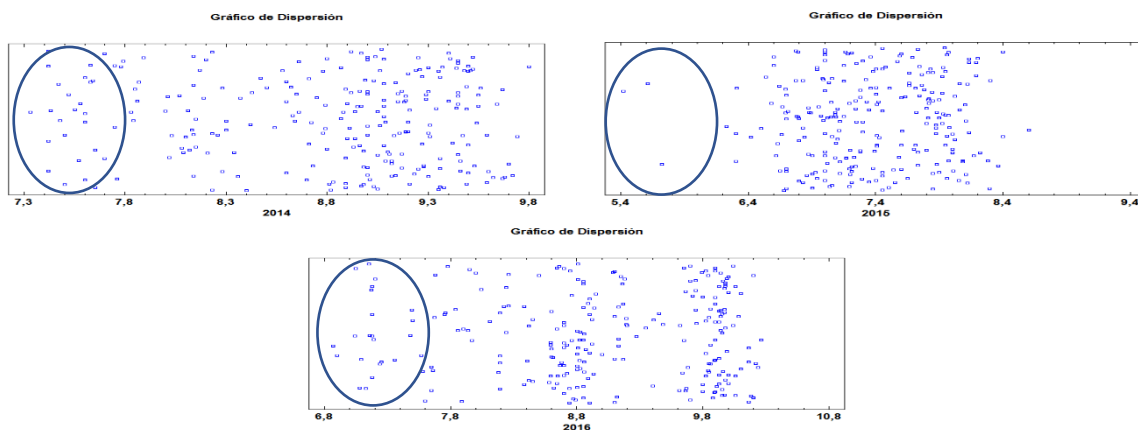 Gráfico de Dispersión
7,3 7,8 8,3 8,8 9,3 9,8
2014
Gráfico de Dispersión
5,4 6,4 7,4 8,4 9,4
2015
Gráfico de Dispersión
6,8 7,8 8,8 9,8 10,8
2016